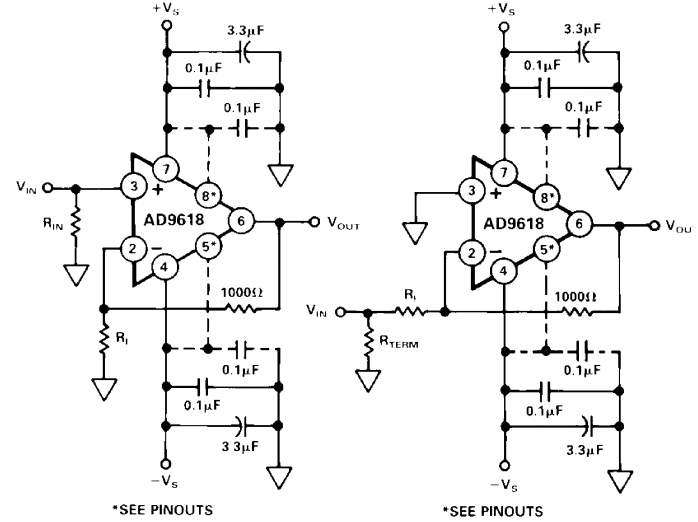 +VS
3.3µF
0.1µF
0.1µF
VIN
3
+
7
8*
RIN
AD9618
6
VOUT
2
−
5*
4
1000Ω
RI
0.1µF
0.1µF
3 3µF
−VS
*SEE PINOUTS
+VS
3.3µF
0.1µF
0.1µF
7
3
+
8*
AD9618
6
VOU
2
−
5*
4
VIN
RI
1000Ω
RTERM
0.1µF
0.1µF
3.3µF
−VS
*SEE PINOUTS